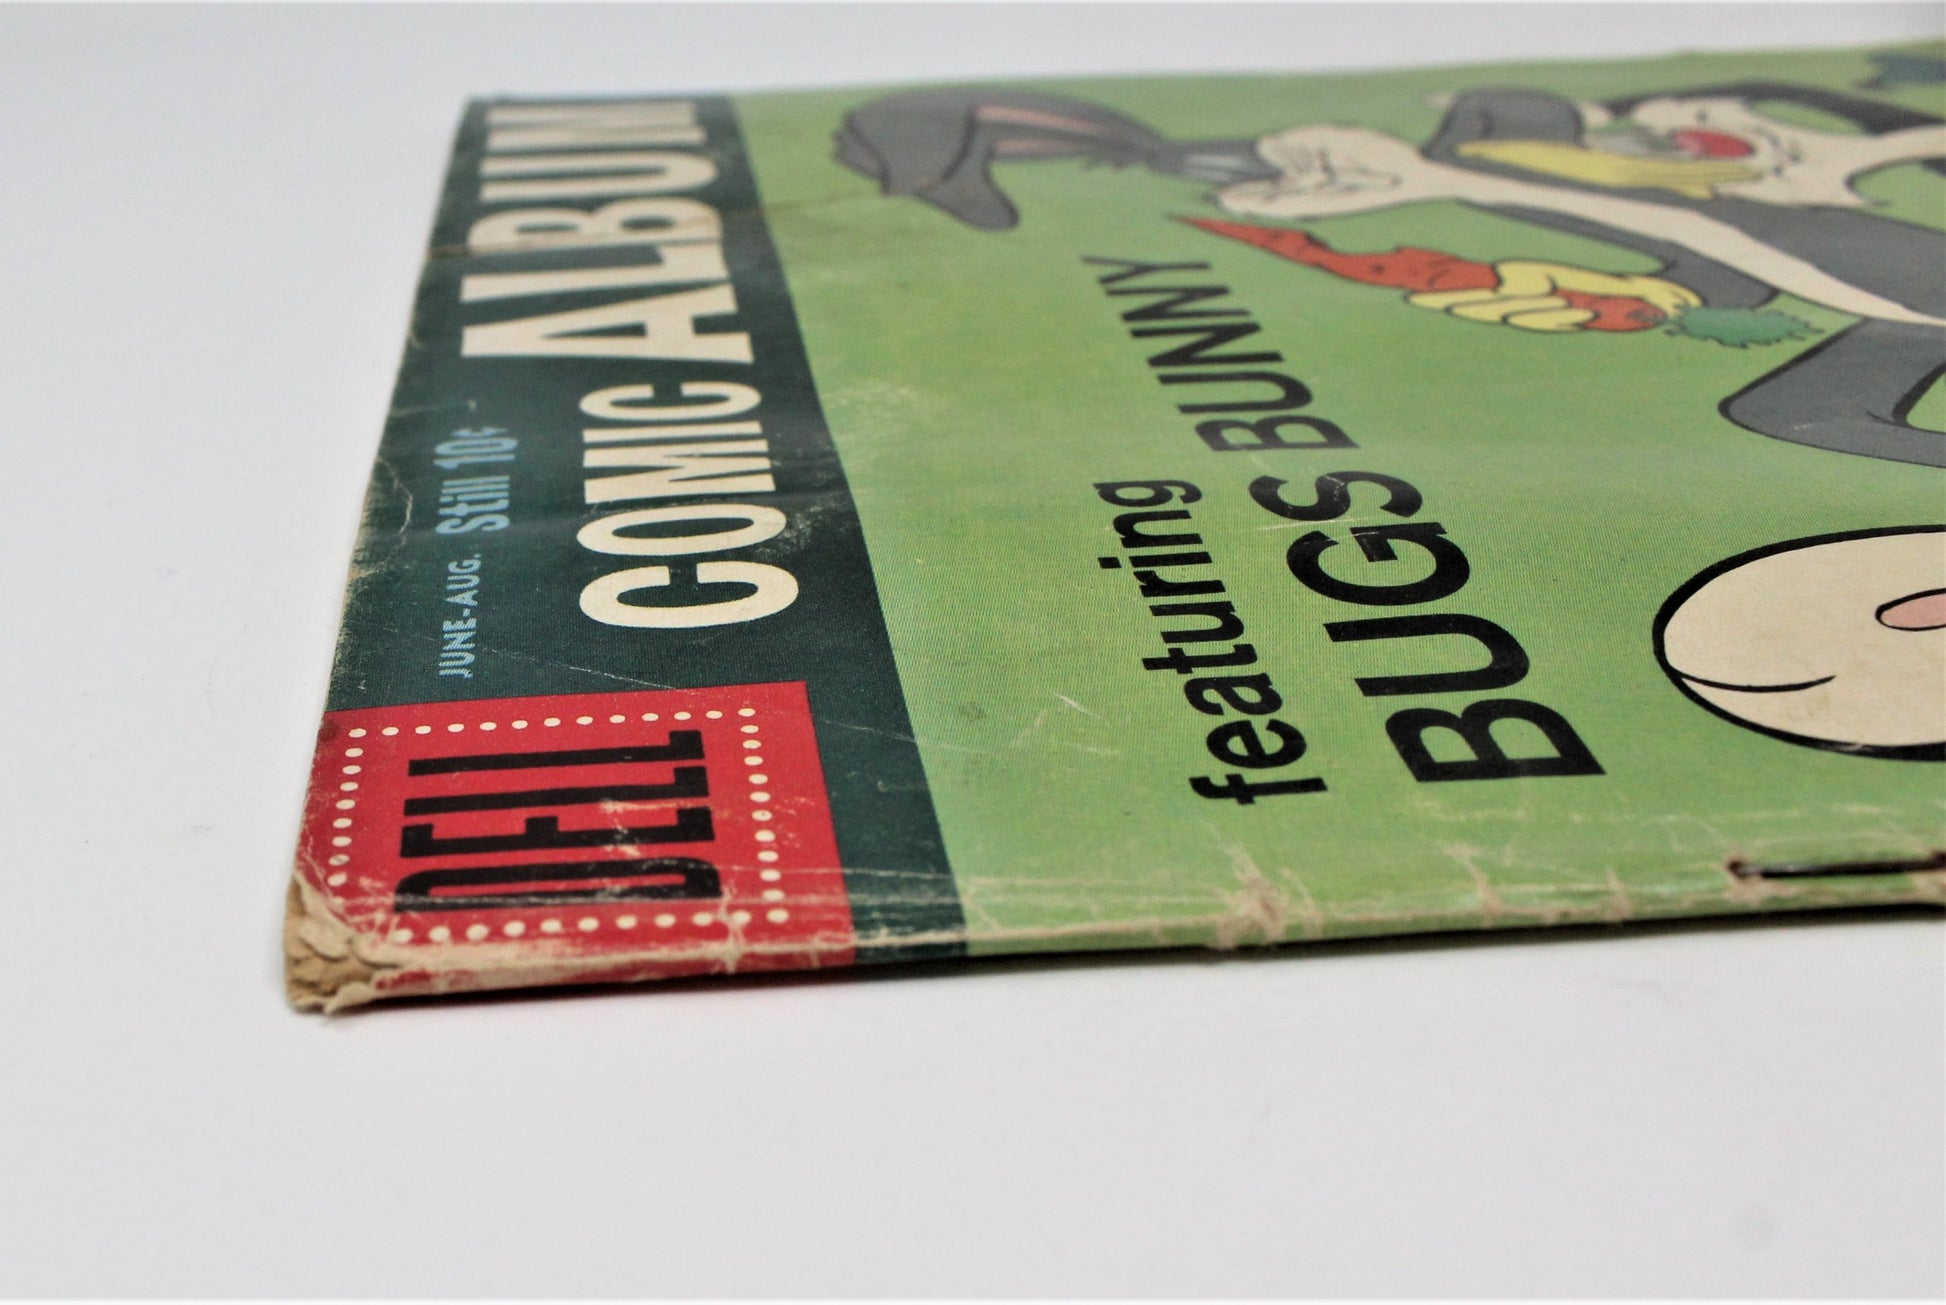 DELL
JUNE-AUG. Still 10¢
COMIC ALBUM
featuring
BUGS BUNNY